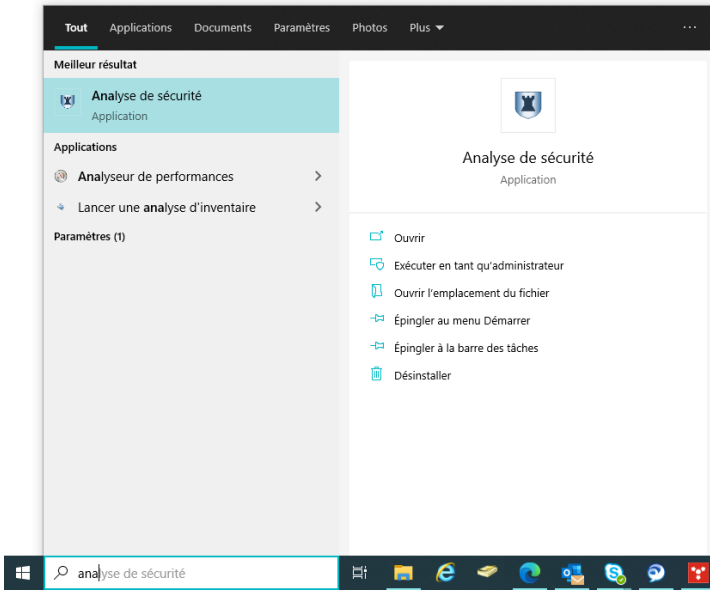 Tout Applications Documents Paramètres Photos Plus
Meilleur résultat
Analyse de sécurité
Application
Applications
Analyseur de performances
Lancer une analyse d'inventaire
Paramètres (1)
Analyse de sécurité
Application
Ouvrir
Exécuter en tant qu'administrateur
Ouvrir l'emplacement du fichier
Épingler au menu Démarrer
Épingler à la barre des tâches
Désinstaller
analyse de sécurité